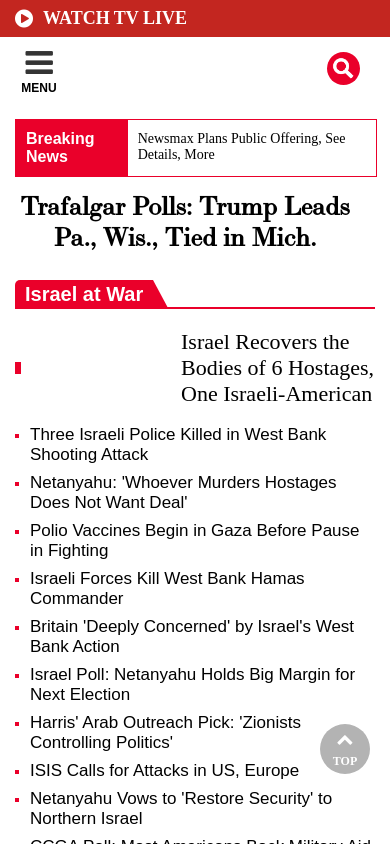 WATCH TV LIVE
MENU
Breaking
News
Newsmax Plans Public Offering, See
Details, More
Trafalgar Polls: Trump Leads
Pa., Wis., Tied in Mich.
Israel at War
Israel Recovers the
Bodies of 6 Hostages,
One Israeli-American
Three Israeli Police Killed in West Bank
Shooting Attack
Netanyahu: 'Whoever Murders Hostages
Does Not Want Deal'
Polio Vaccines Begin in Gaza Before Pause
in Fighting
Israeli Forces Kill West Bank Hamas
Commander
Britain 'Deeply Concerned' by Israel's West
Bank Action
Israel Poll: Netanyahu Holds Big Margin for
Next Election
Harris' Arab Outreach Pick: 'Zionists
Controlling Politics'
ISIS Calls for Attacks in US, Europe
TOP
Netanyahu Vows to 'Restore Security' to
Northern Israel